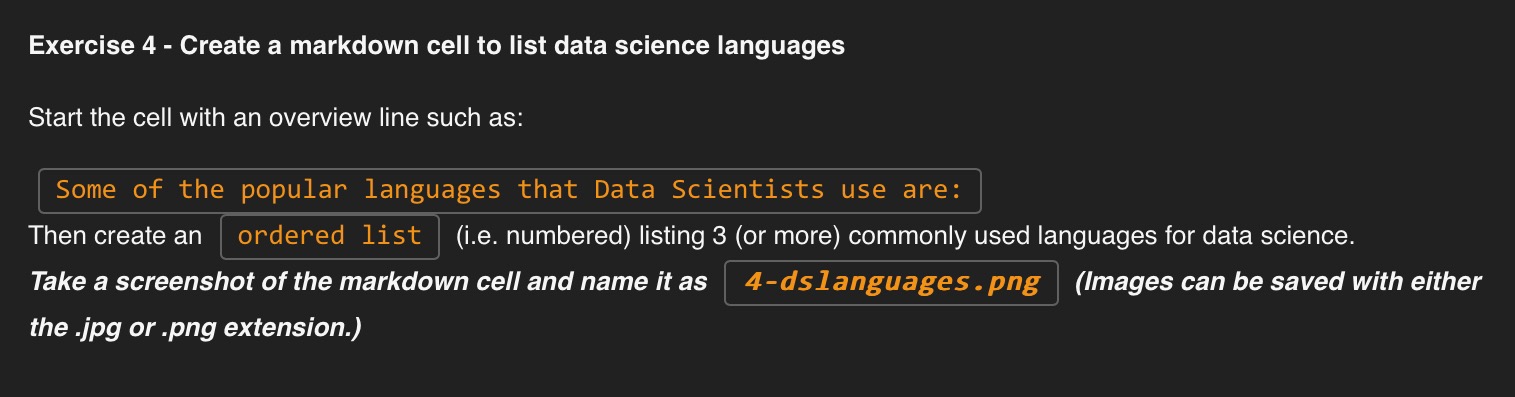 Exercise 4 - Create a markdown cell to list data science languages
Start the cell with an overview line such as:
Some of the popular languages that Data Scientists use are:
Then create an ordered list (i.e. numbered) listing 3 (or more) commonly used languages for data science.
Take a screenshot of the markdown cell and name it as 4-dslanguages.png (Images can be saved with either
the .jpg or .png extension.)